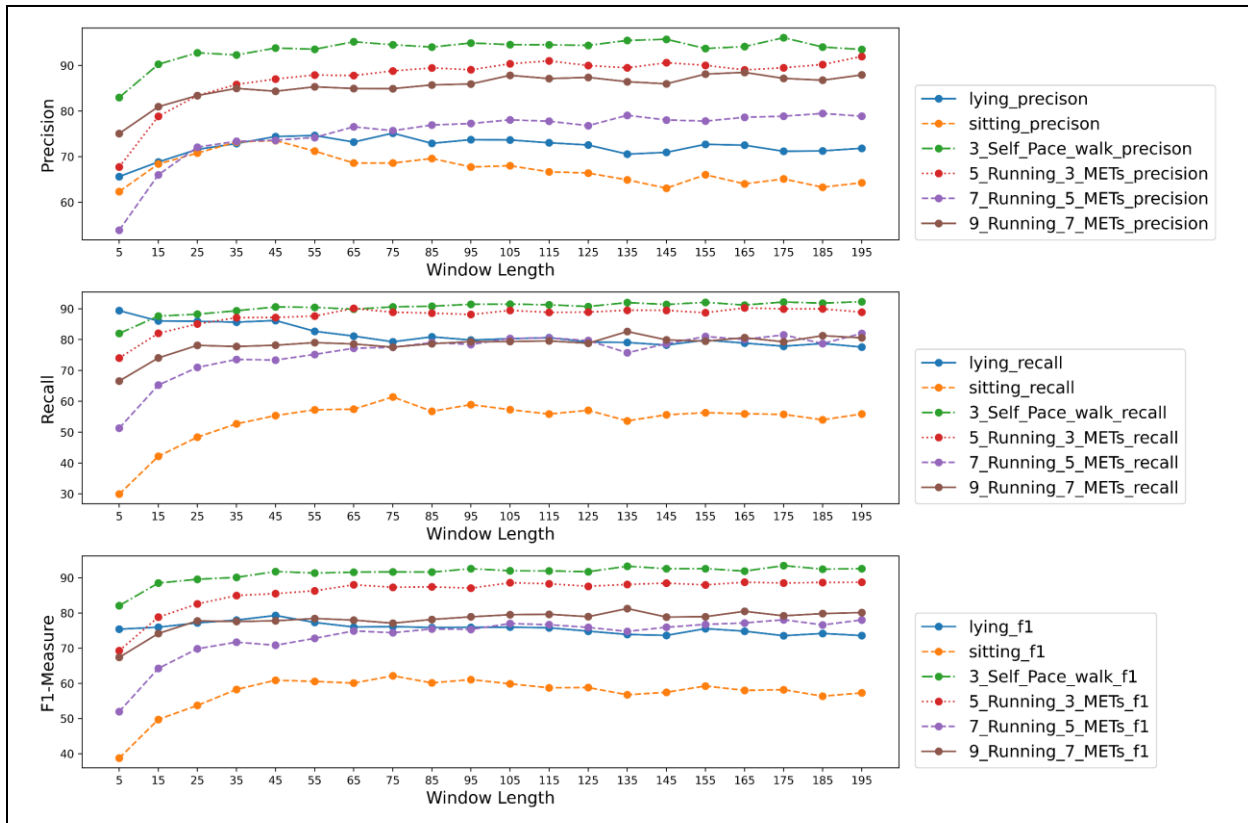 Precision
90
80
70
60
5 15 25 35 45 55 65 75 85 95 105 115 125 135 145 155 165 175 185 195
Window Length
lying_precison
sitting_precison
3_Self_Pace_walk_precison
5_Running_3_METs_precision
7_Running_5_METs_precision
9_Running_7_METs_precision
Recall
90
80
70
60
50
40
30
5 15 25 35 45 55 65 75 85 95 105 115 125 135 145 155 165 175 185 195
Window Length
lying_recall
sitting_recall
3_Self_Pace_walk_recall
5_Running_3_METs_recall
7_Running_5_METs_recall
9_Running_7_METs_recall
F1-Measure
90
80
70
60
50
40
5 15 25 35 45 55 65 75 85 95 105 115 125 135 145 155 165 175 185 195
Window Length
lying_f1
sitting_f1
3_Self_Pace_walk_f1
5_Running_3_METs_f1
7_Running_5_METs_f1
9_Running_7_METs_f1